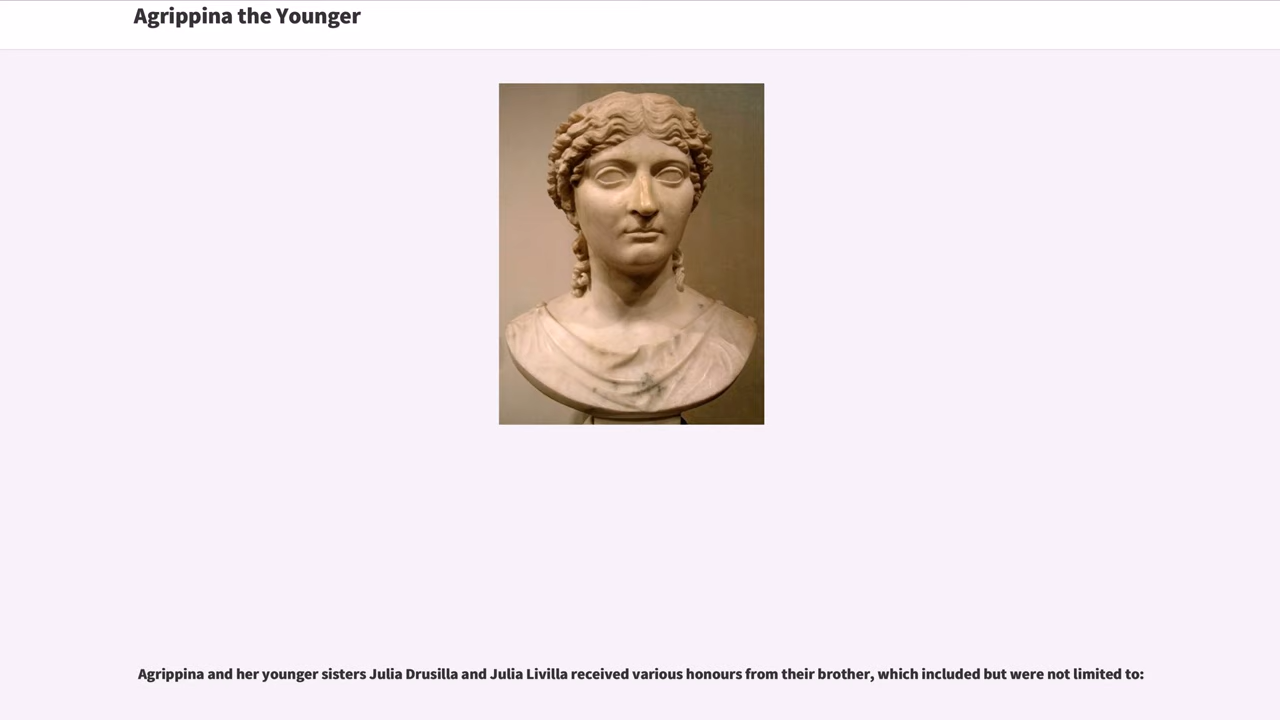 Agrippina the Younger
Agrippina and her younger sisters Julia Drusilla and Julia Livilla received various honours from their brother, which included but were not limited to: